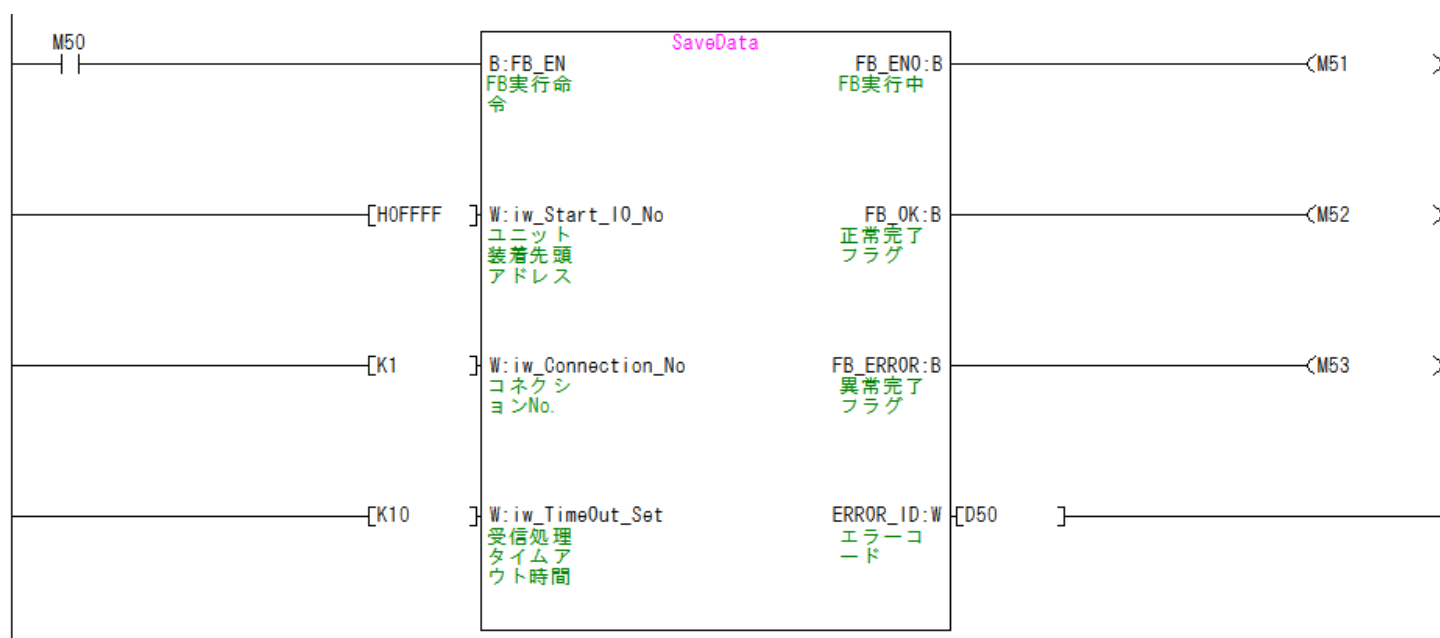 M50
SaveData
B:FB_EN
FB_ENO:B
(M51
FB実行命
令
FB実行中
[H0FFFF ]
W:iw_Start_IO_No
FB_OK:B
(M52
ユニット
装着先頭
アドレス
正常完了
フラグ
[K1 ]
W:iw_Connection_No
FB_ERROR:B
(M53
コネクシ
ョンNo.
異常完了
フラグ
[K10 ]
W:iw_TimeOut_Set
ERROR_ID:W
[D50 ]
受信処理
タイムア
ウト時間
エラーコ
ード